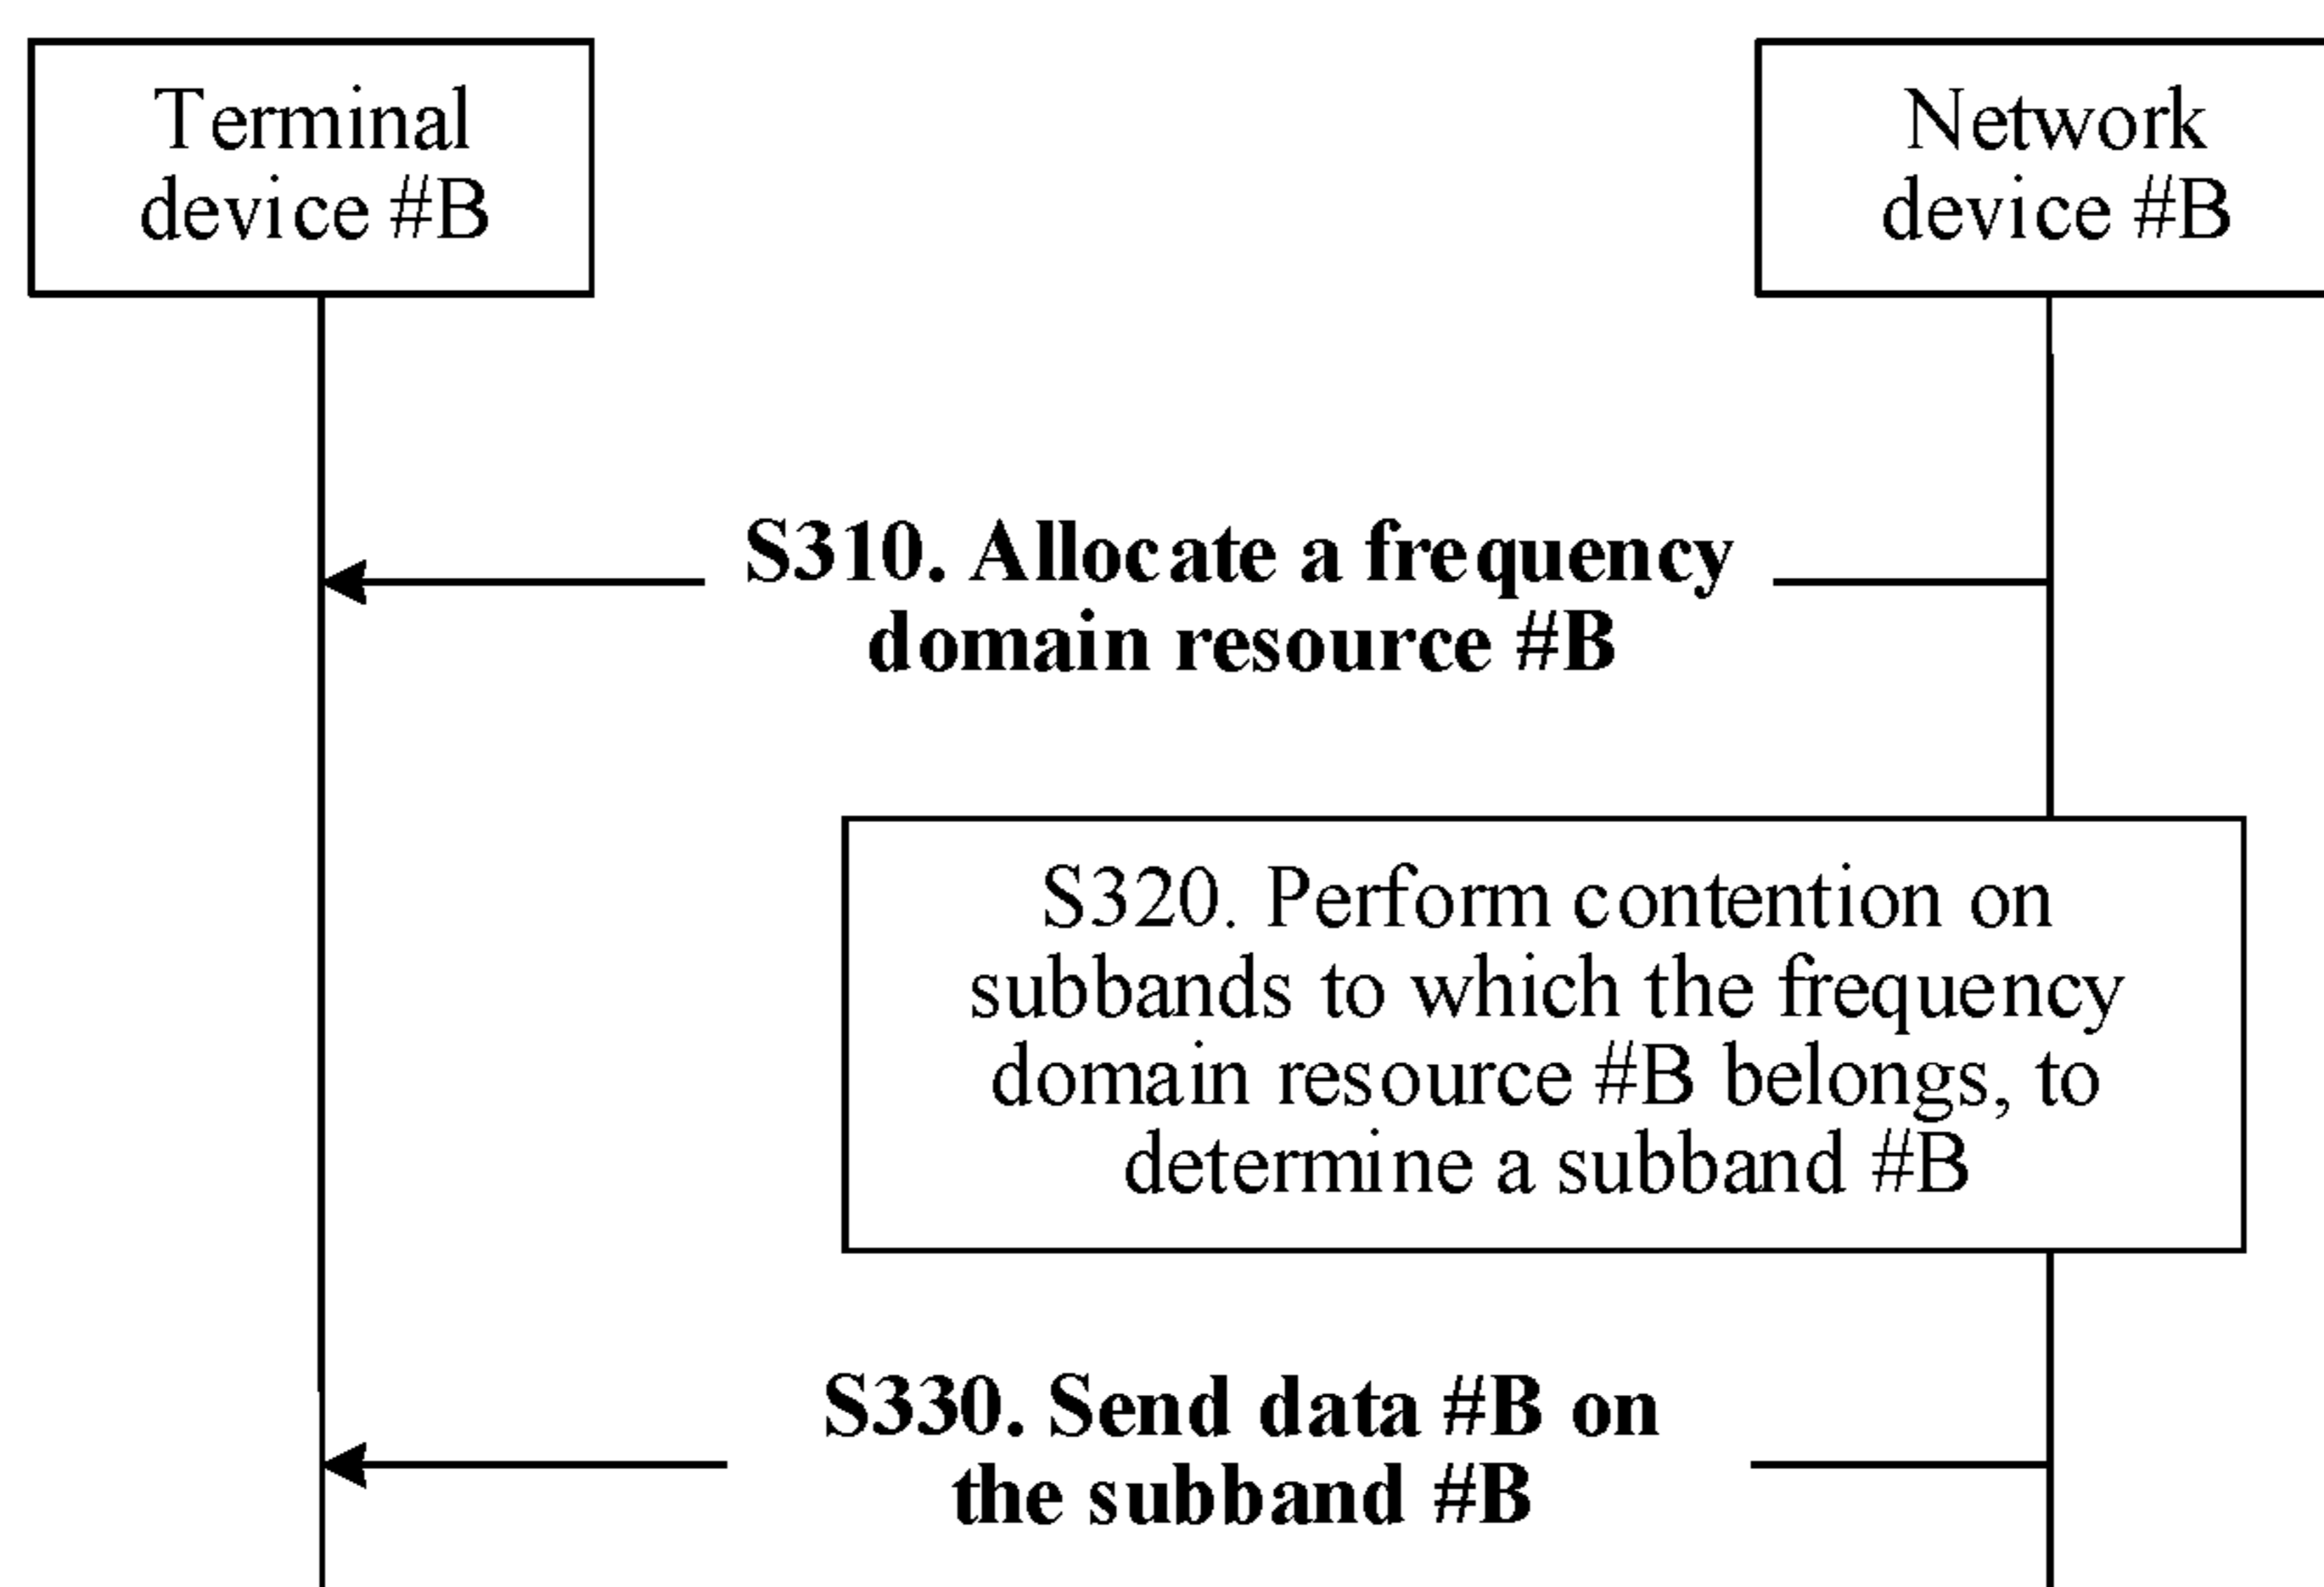 Terminal
device #B
Network
device #B
S310. Allocate a frequency
domain resource #B
S320. Perform contention on
subbands to which the frequency
domain resource #B belongs, to
determine a subband #B
S330. Send data #B on
the subband #B